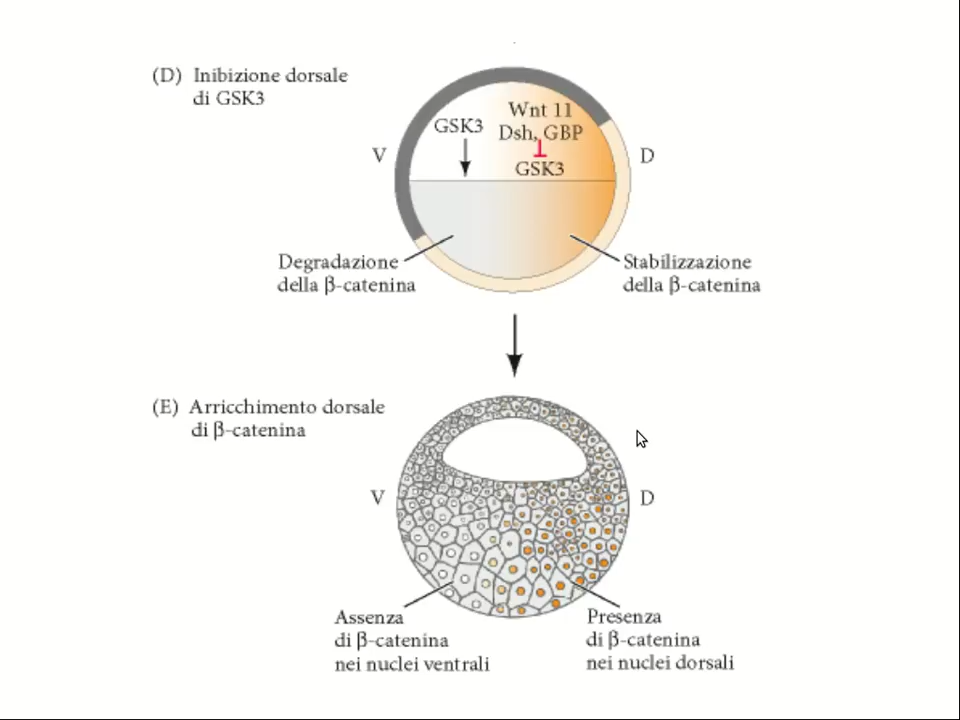 (D) Inibizione dorsale
di GSK3
Wnt 11
GSK3 Dsh, GBP
V
D
GSK3
Degradazione
della β-catenina
Stabilizzazione
della β-catenina
(E) Arricchimento dorsale
di β-catenina
V
D
Assenza
di β-catenina
nei nuclei ventrali
Presenza
di β-catenina
nei nuclei dorsali